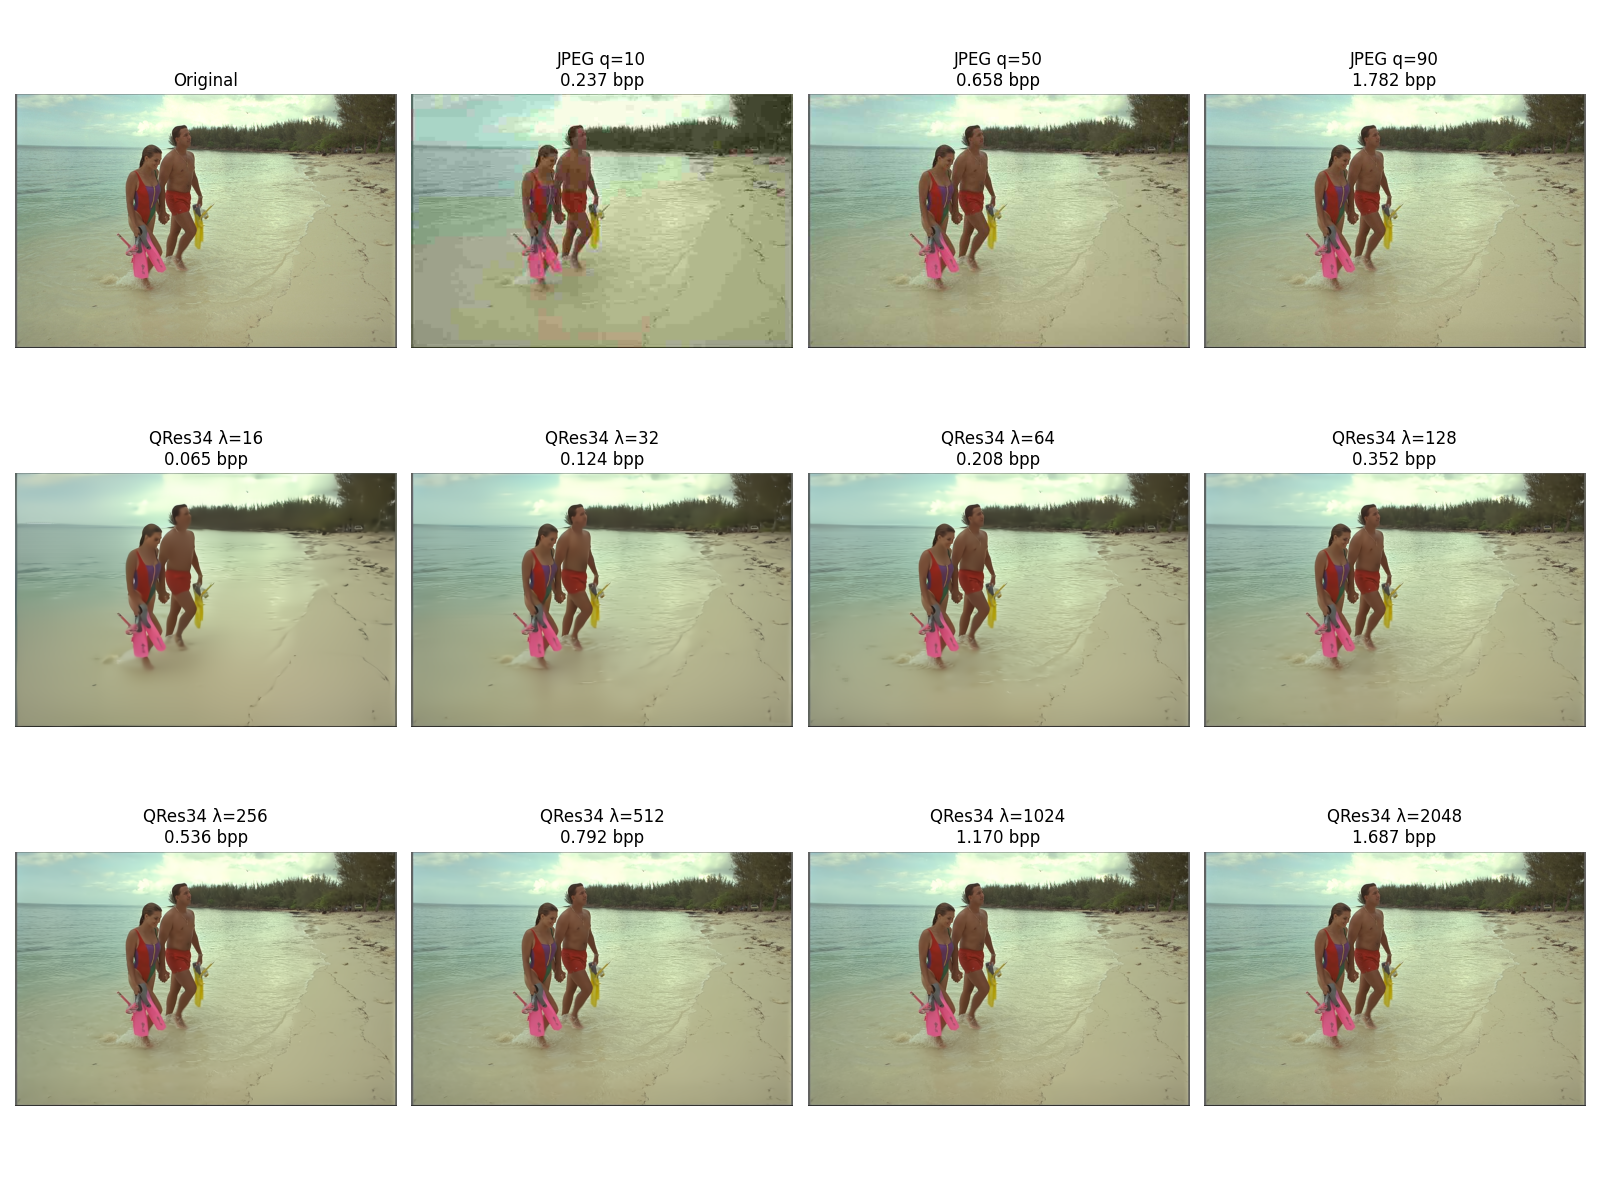 Original
JPEG q=10
0.237 bpp
JPEG q=50
0.658 bpp
JPEG q=90
1.782 bpp
QRes34 λ=16
0.065 bpp
QRes34 λ=32
0.124 bpp
QRes34 λ=64
0.208 bpp
QRes34 λ=128
0.352 bpp
QRes34 λ=256
0.536 bpp
QRes34 λ=512
0.792 bpp
QRes34 λ=1024
1.170 bpp
QRes34 λ=2048
1.687 bpp